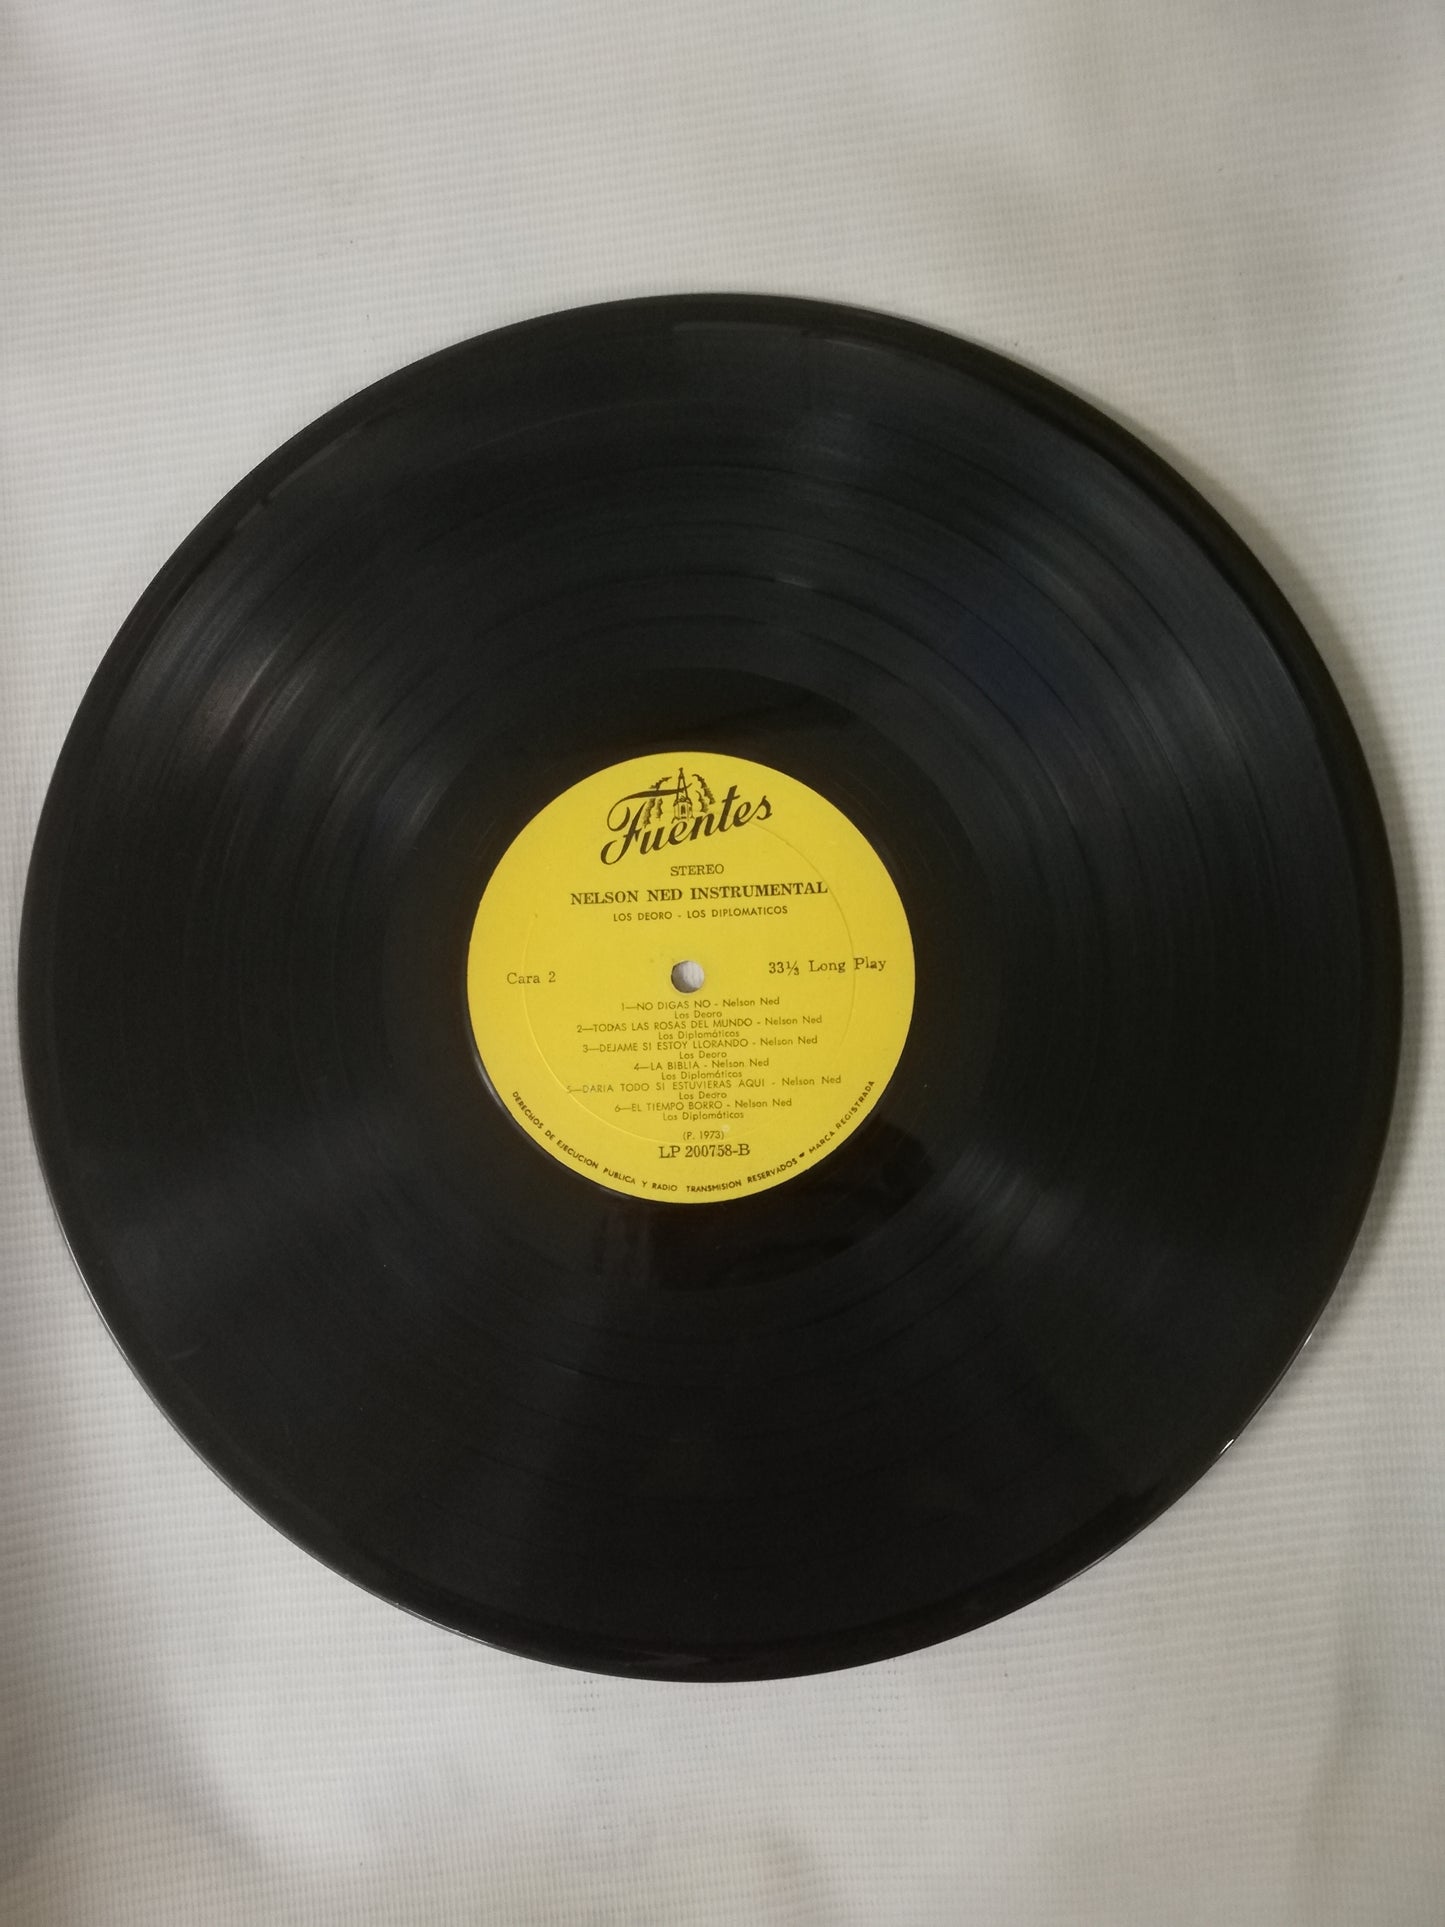 Fuentes
STEREO
NELSON NED INSTRUMENTAL
LOS DEORO - LOS DIPLOMATICOS
Cara 2
33⅓ Long Play
1—NO DIGAS NO - Nelson Ned
Los Deoro
2—TODAS LAS ROSAS DEL MUNDO - Nelson Ned
Los Diplomáticos
3—DEJAME SI ESTOY LLORANDO - Nelson Ned
Los Deoro
4—LA BIBLIA - Nelson Ned
Los Diplomáticos
5—DARIA TODO SI ESTUVIERAS AQUI - Nelson Ned
Los Deoro
6—EL TIEMPO BORRO - Nelson Ned
Los Diplomáticos
(P. 1973)
LP 200758-B
DERECHOS DE EJECUCION PUBLICA Y RADIO TRANSMISION RESERVADOS - MARCA REGISTRADA